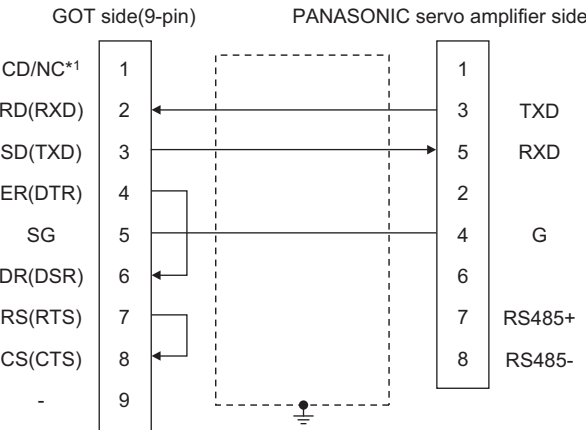 GOT side(9-pin) PANASONIC servo amplifier side
CD/NC*1 1 1
RD(RXD) 2 3 TXD
SD(TXD) 3 5 RXD
ER(DTR) 4 2
SG 5 4 G
DR(DSR) 6 6
RS(RTS) 7 7 RS485+
CS(CTS) 8 8 RS485-
- 9